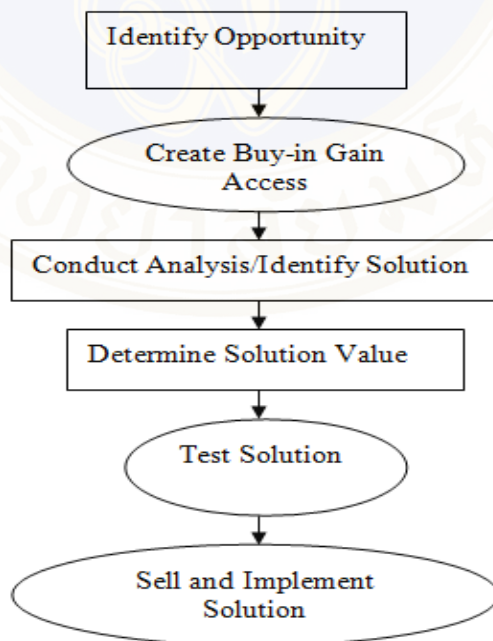 Identify Opportunity
Create Buy-in Gain
Access
Conduct Analysis/Identify Solution
Determine Solution Value
Test Solution
Sell and Implement
Solution